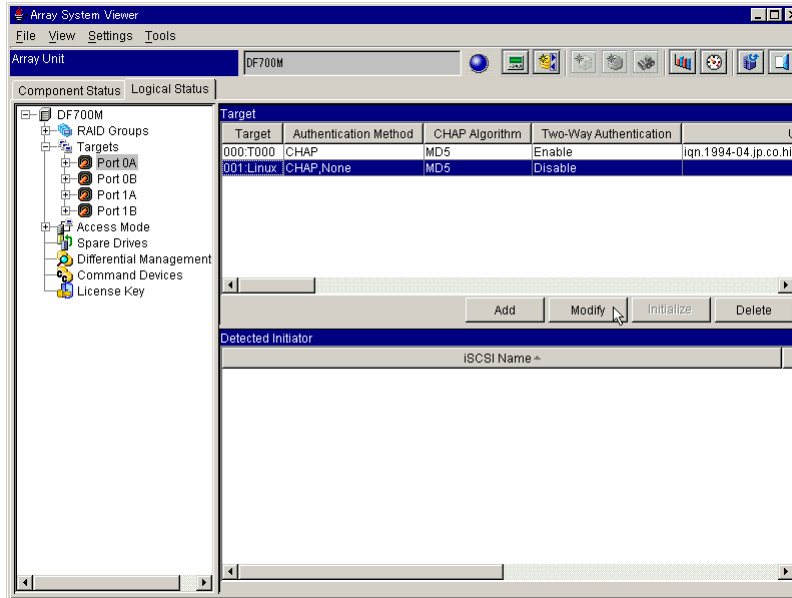 Array System Viewer
File View Settings Tools
Array Unit
DF700M
Component Status Logical Status
DF700M
RAID Groups
Targets
Port 0A
Port 0B
Port 1A
Port 1B
Access Mode
Spare Drives
Differential Management
Command Devices
License Key
Target
Target Authentication Method CHAP Algorithm Two-Way Authentication U
000:T000 CHAP MD5 Enable iqn.1994-04.jp.co.hi
001:Linux CHAP,None MD5 Disable
Add Modify Initialize Delete
Detected Initiator
iSCSI Name